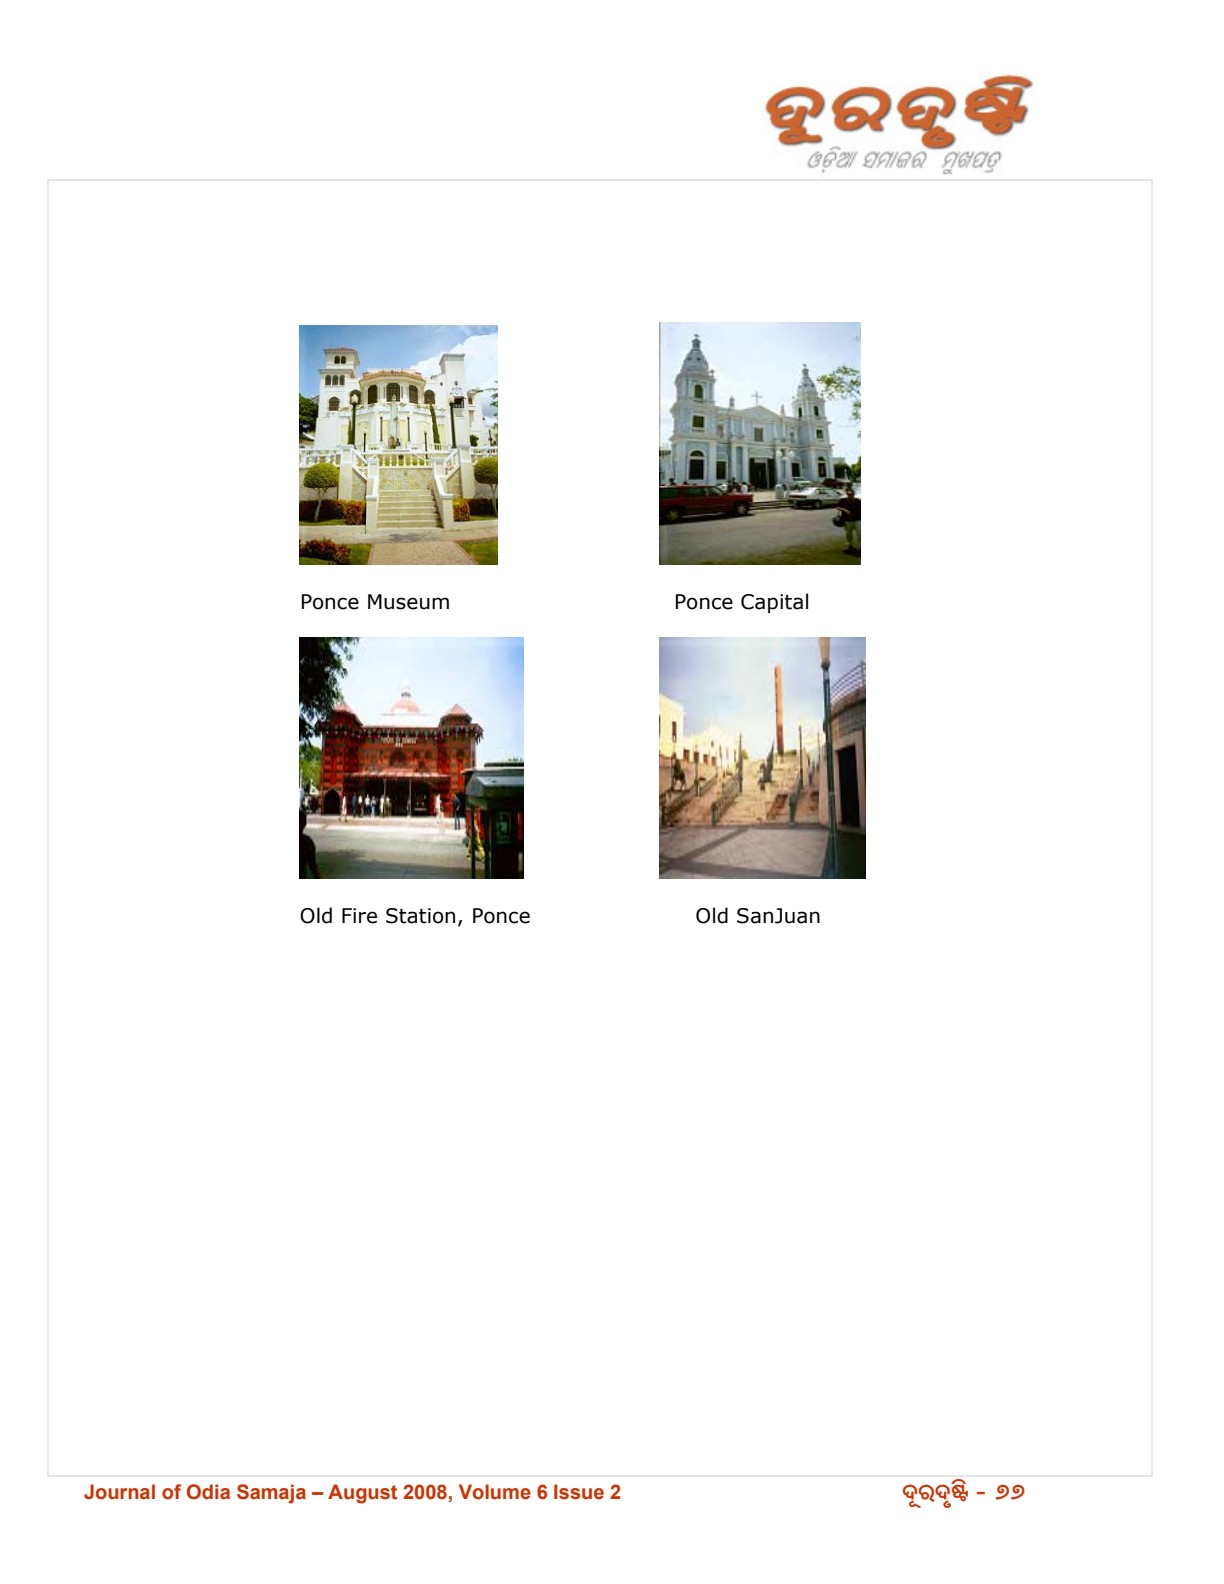 ଦୂରଦୃଷ୍ଟି
ଓଡ଼ିଆ ସମାଜର ମୁଖପତ୍ର
Ponce Museum Ponce Capital
Old Fire Station, Ponce Old SanJuan
Journal of Odia Samaja – August 2008, Volume 6 Issue 2 ଦୂରଦୃଷ୍ଟି - ୭୭